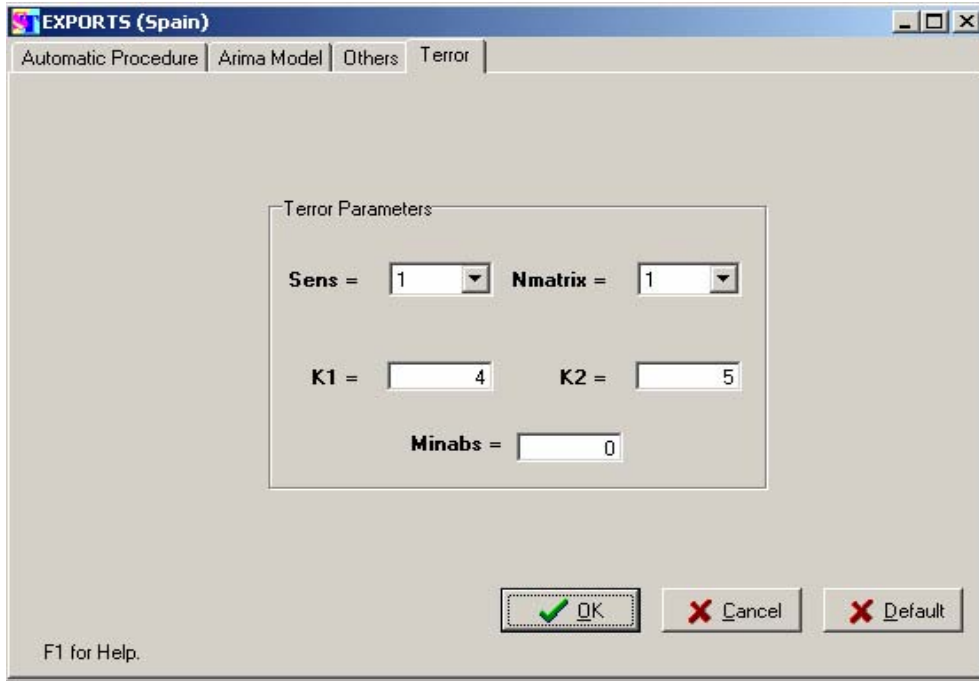 EXPORTS (Spain)
Automatic Procedure Arima Model Others Terror
Terror Parameters
Sens = 1 Nmatrix = 1
K1 = 4 K2 = 5
Minabs = 0
OK Cancel Default
F1 for Help.